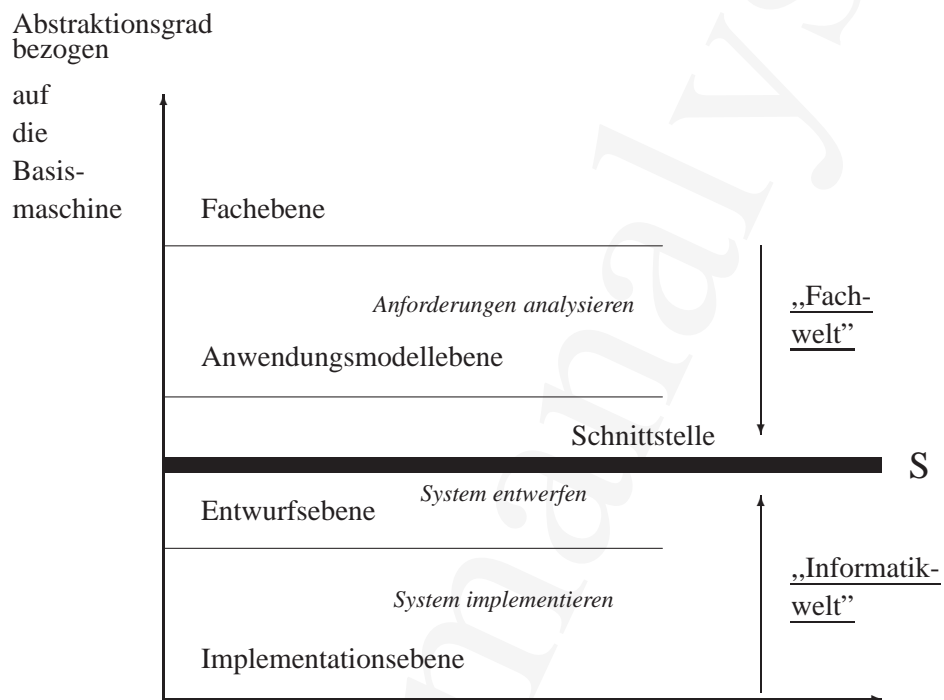 Abstraktionsgrad
bezogen
auf
die
Basis-
maschine
Fachebene
Anforderungen analysieren
,,Fach-
welt”
Anwendungsmodellebene
Schnittstelle
S
System entwerfen
Entwurfsebene
,,Informatik-
welt”
System implementieren
Implementationsebene
manalys